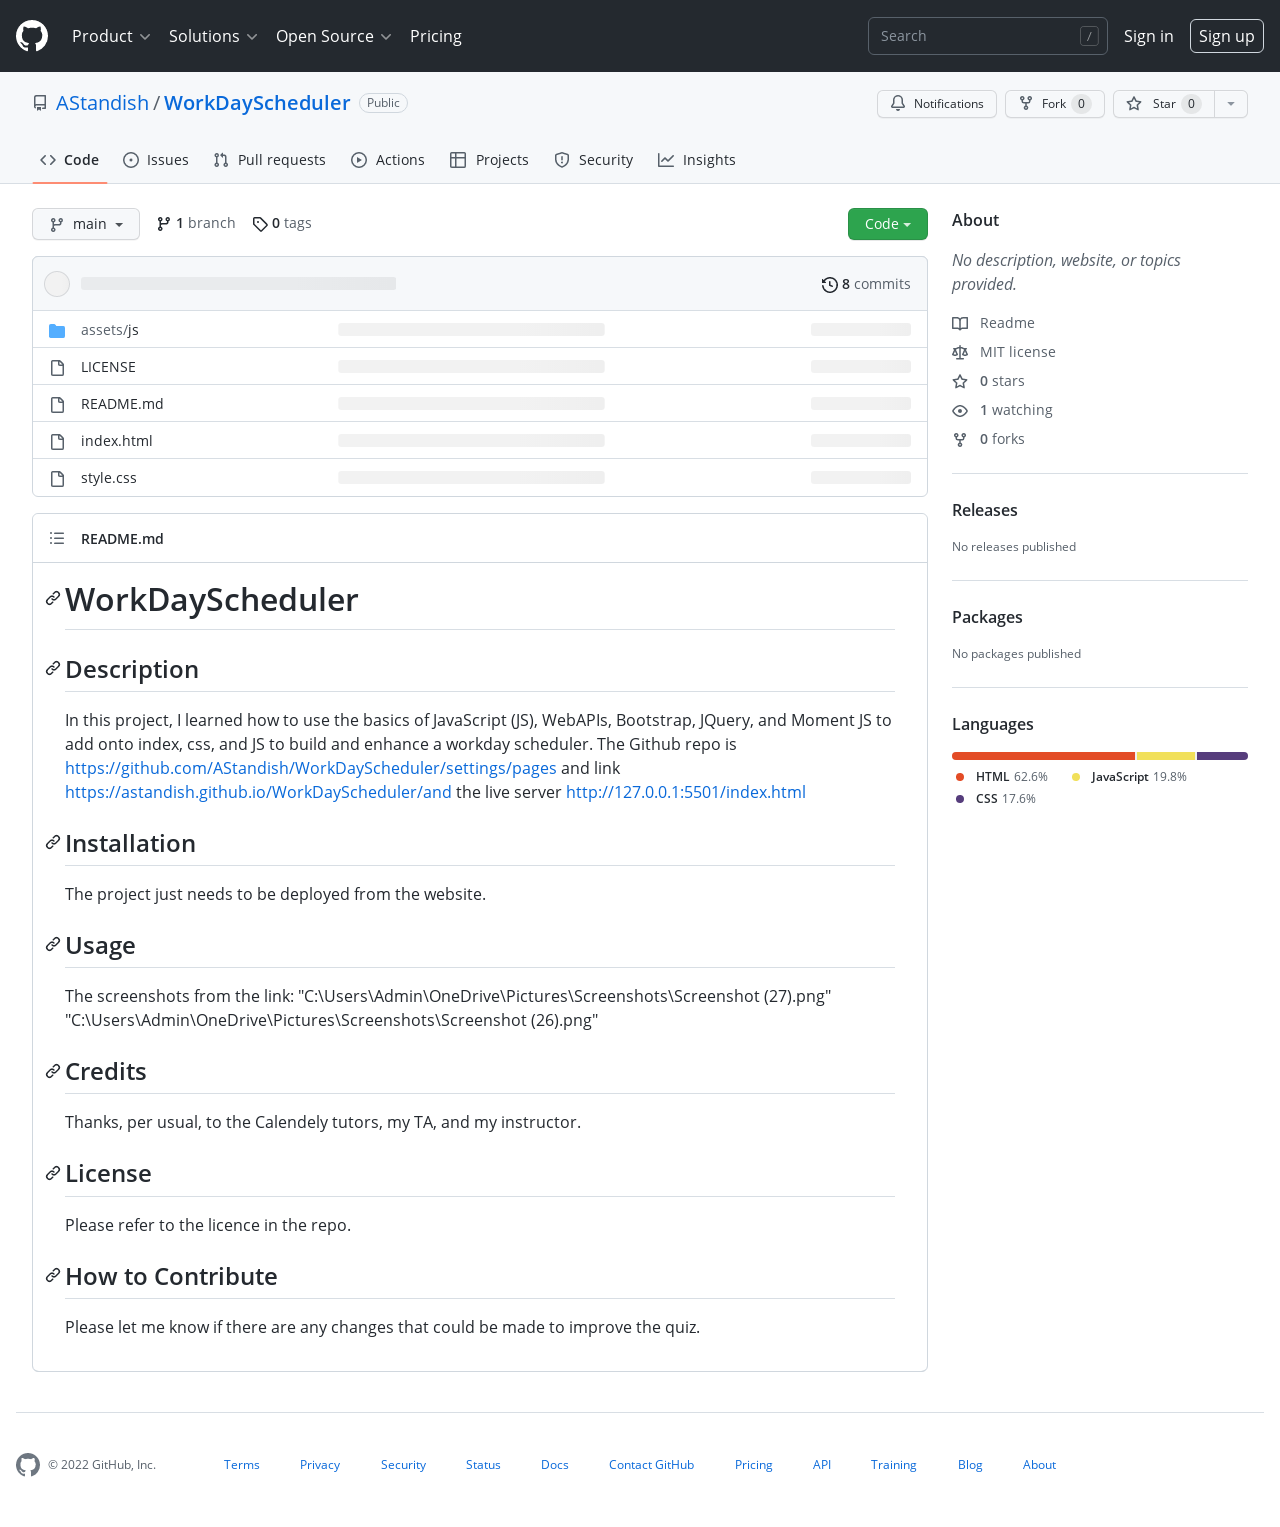 Product Solutions Open Source Pricing Search / Sign in Sign up
AStandish / WorkDayScheduler Public Notifications Fork 0 Star 0
Code Issues Pull requests Actions Projects Security Insights
main 1 branch 0 tags Code
8 commits
assets/js
LICENSE
README.md
index.html
style.css
README.md
WorkDayScheduler
Description
In this project, I learned how to use the basics of JavaScript (JS), WebAPIs, Bootstrap, JQuery, and Moment JS to
add onto index, css, and JS to build and enhance a workday scheduler. The Github repo is
https://github.com/AStandish/WorkDayScheduler/settings/pages and link
https://astandish.github.io/WorkDayScheduler/and the live server http://127.0.0.1:5501/index.html
Installation
The project just needs to be deployed from the website.
Usage
The screenshots from the link: "C:\Users\Admin\OneDrive\Pictures\Screenshots\Screenshot (27).png"
"C:\Users\Admin\OneDrive\Pictures\Screenshots\Screenshot (26).png"
Credits
Thanks, per usual, to the Calendely tutors, my TA, and my instructor.
License
Please refer to the licence in the repo.
How to Contribute
Please let me know if there are any changes that could be made to improve the quiz.
About
No description, website, or topics
provided.
Readme
MIT license
0 stars
1 watching
0 forks
Releases
No releases published
Packages
No packages published
Languages
HTML 62.6% JavaScript 19.8%
CSS 17.6%
© 2022 GitHub, Inc. Terms Privacy Security Status Docs Contact GitHub Pricing API Training Blog About